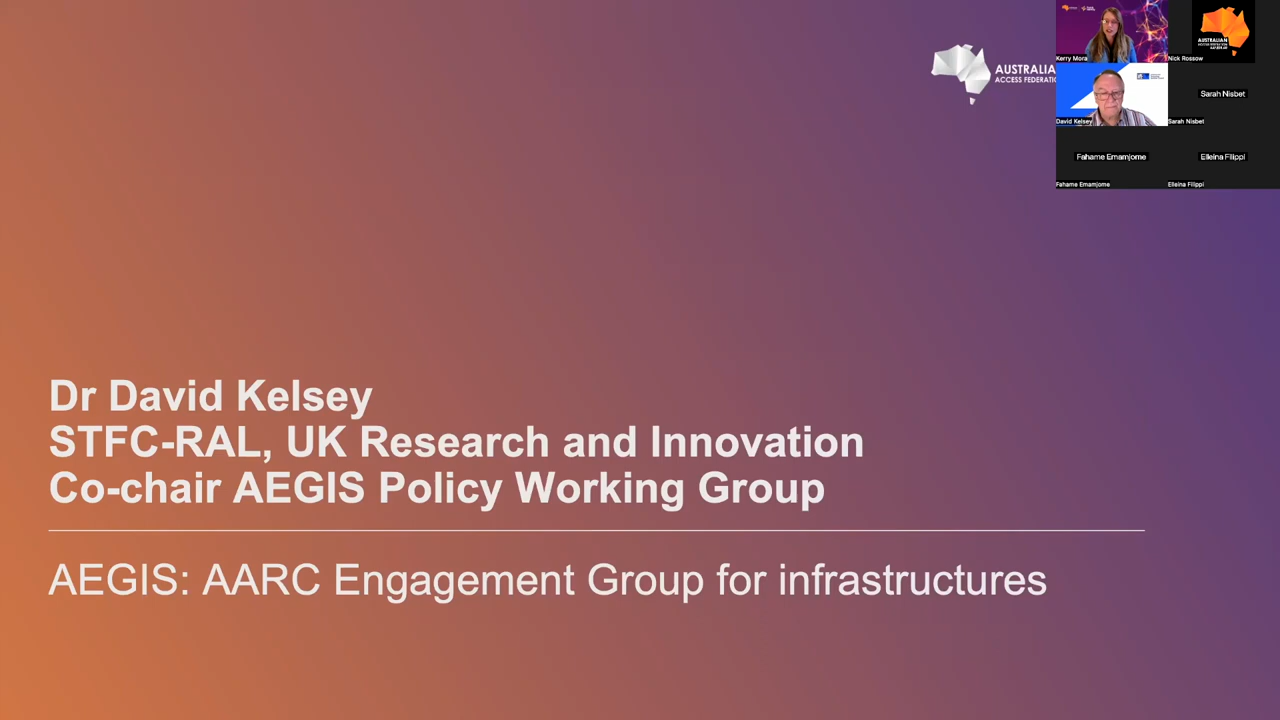 AUSTRALIA
ACCESS FEDERATIO
Kerry Mora
AUSTRALIAN
Nick Rossow
David Kelsey
Sarah Nisbet
Sarah Nisbet
Fahame Emamjome
Elleina Filippi
Fahame Emamjome
Elleina Filippi
Dr David Kelsey
STFC-RAL, UK Research and Innovation
Co-chair AEGIS Policy Working Group
AEGIS: AARC Engagement Group for infrastructures